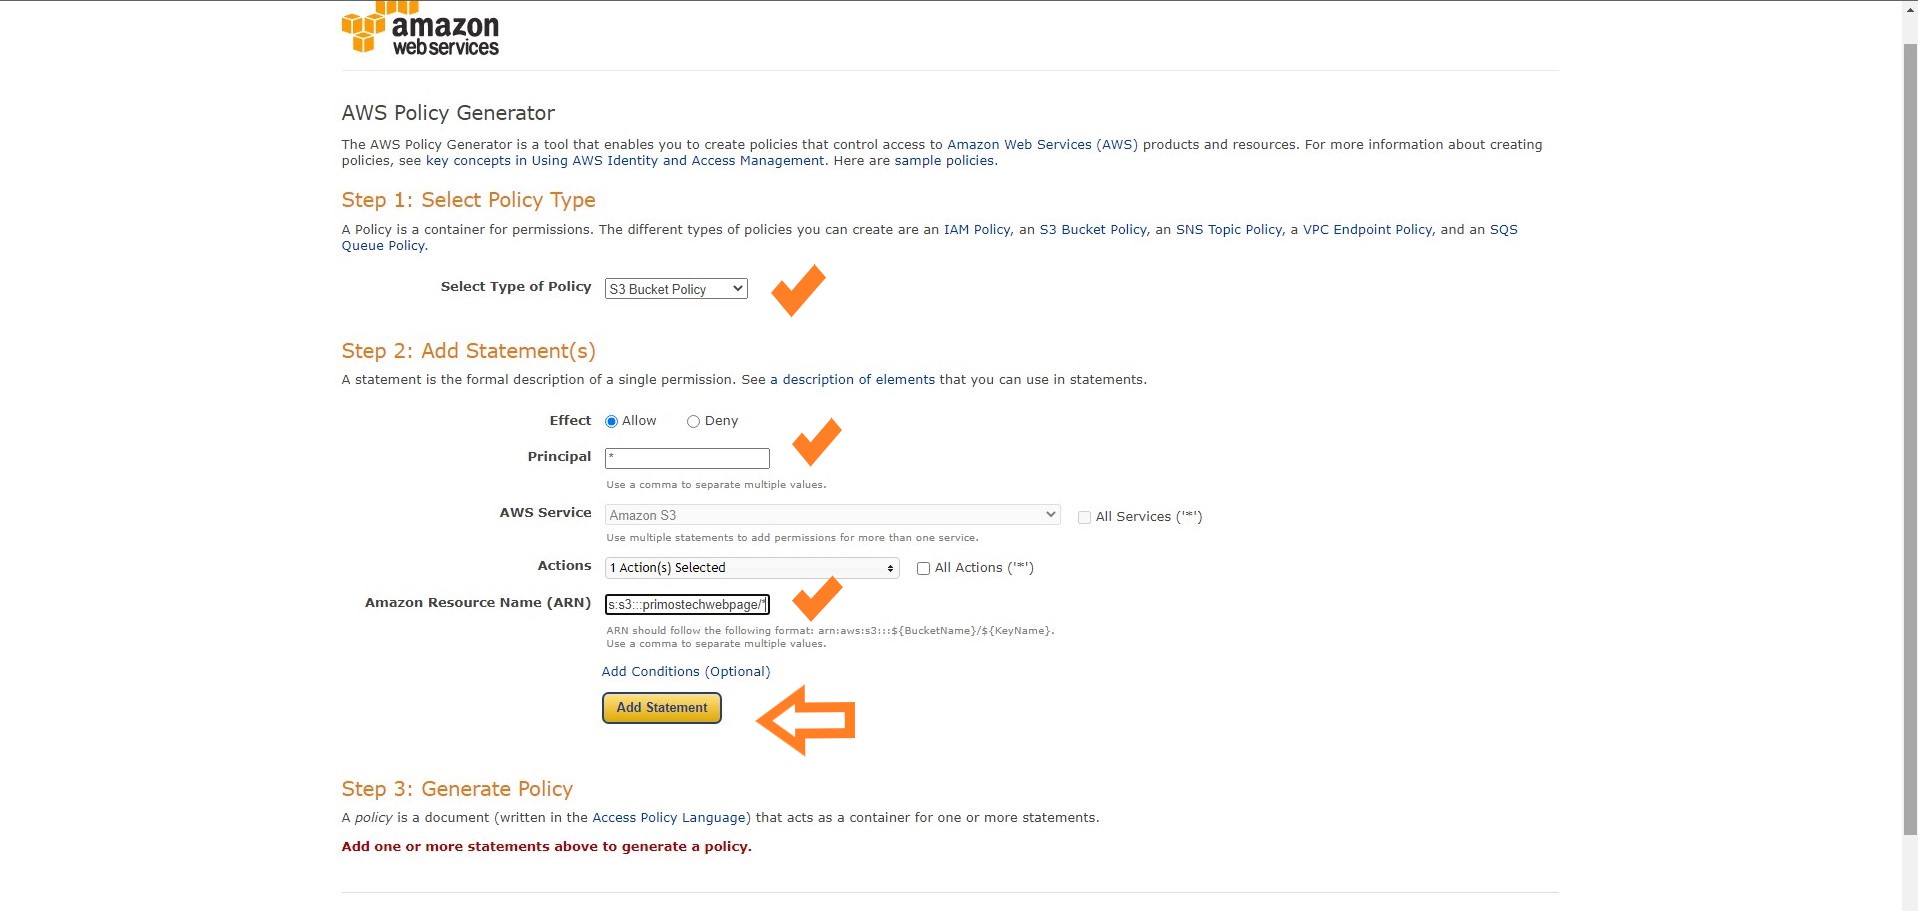 amazon
web services
AWS Policy Generator
The AWS Policy Generator is a tool that enables you to create policies that control access to Amazon Web Services (AWS) products and resources. For more information about creating
policies, see key concepts in Using AWS Identity and Access Management. Here are sample policies.
Step 1: Select Policy Type
A Policy is a container for permissions. The different types of policies you can create are an IAM Policy, an S3 Bucket Policy, an SNS Topic Policy, a VPC Endpoint Policy, and an SQS
Queue Policy.
Select Type of Policy S3 Bucket Policy
Step 2: Add Statement(s)
A statement is the formal description of a single permission. See a description of elements that you can use in statements.
Effect Allow Deny
Principal *
Use a comma to separate multiple values.
AWS Service Amazon S3 All Services ('*')
Use multiple statements to add permissions for more than one service.
Actions 1 Action(s) Selected All Actions ('*')
Amazon Resource Name (ARN) s:s3:::primostechwebpage/*
ARN should follow the following format: arn:aws:s3:::${BucketName}/${KeyName}.
Use a comma to separate multiple values.
Add Conditions (Optional)
Add Statement
Step 3: Generate Policy
A policy is a document (written in the Access Policy Language) that acts as a container for one or more statements.
Add one or more statements above to generate a policy.